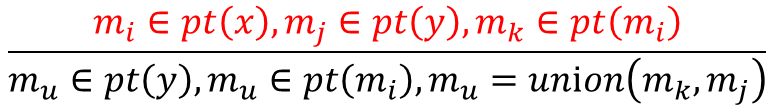 m_i ∈ pt(x), m_j ∈ pt(y), m_k ∈ pt(m_i)
m_u ∈ pt(y), m_u ∈ pt(m_i), m_u = union(m_k, m_j)